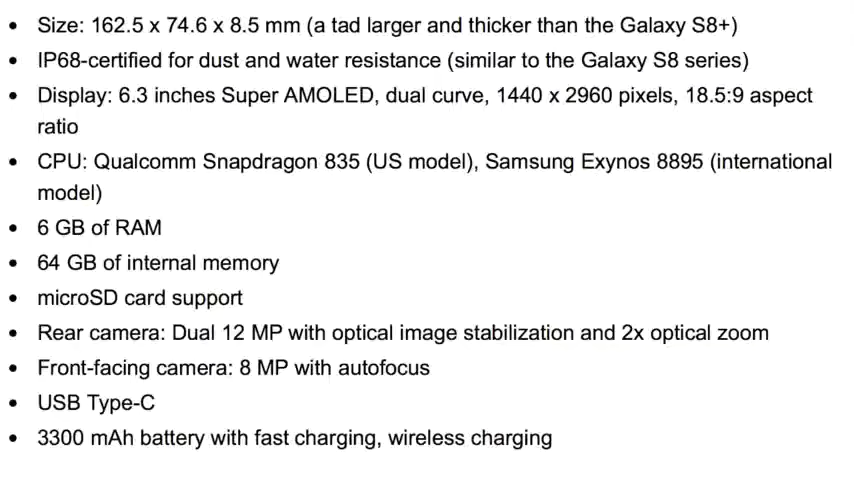 • Size: 162.5 x 74.6 x 8.5 mm (a tad larger and thicker than the Galaxy S8+)
• IP68-certified for dust and water resistance (similar to the Galaxy S8 series)
• Display: 6.3 inches Super AMOLED, dual curve, 1440 x 2960 pixels, 18.5:9 aspect
ratio
• CPU: Qualcomm Snapdragon 835 (US model), Samsung Exynos 8895 (international
model)
• 6 GB of RAM
• 64 GB of internal memory
• microSD card support
• Rear camera: Dual 12 MP with optical image stabilization and 2x optical zoom
• Front-facing camera: 8 MP with autofocus
• USB Type-C
• 3300 mAh battery with fast charging, wireless charging